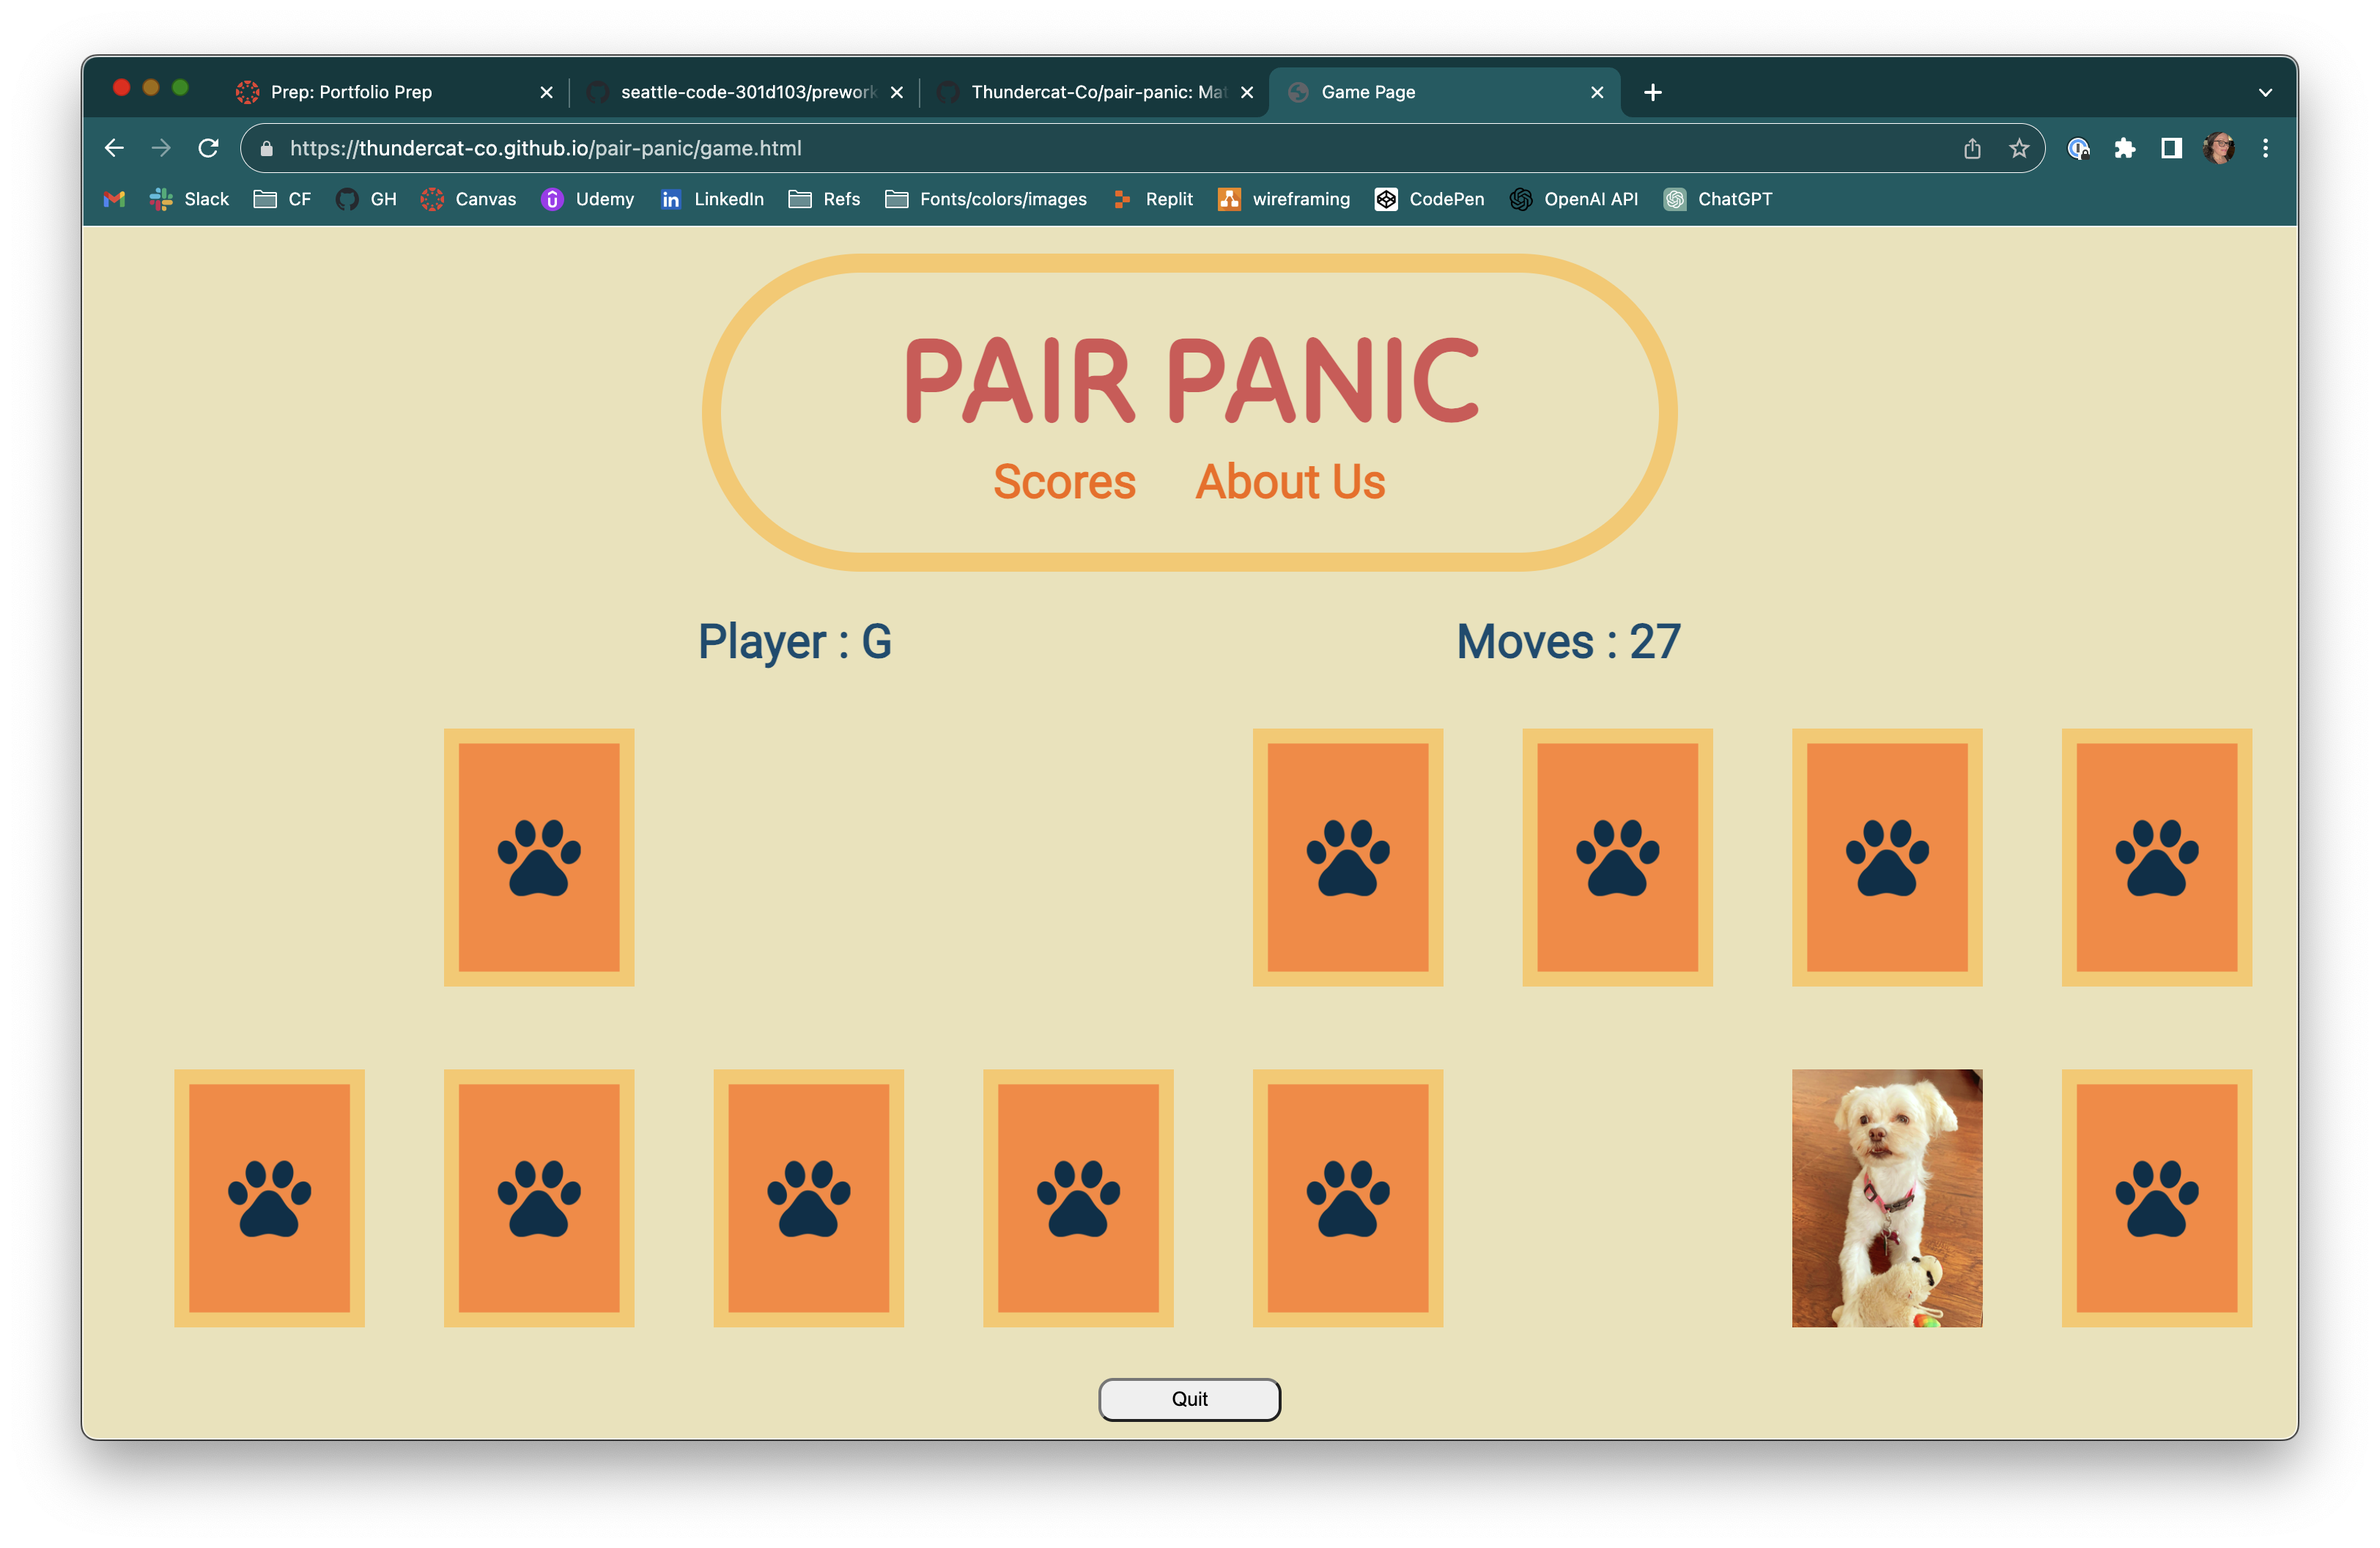 Prep: Portfolio Prep
seattle-code-301d103/prework
Thundercat-Co/pair-panic: Mat
Game Page
https://thundercat-co.github.io/pair-panic/game.html
Slack
CF
GH
Canvas
Udemy
LinkedIn
Refs
Fonts/colors/images
Replit
wireframing
CodePen
OpenAI API
ChatGPT
PAIR PANIC
Scores About Us
Player : G Moves : 27
Quit